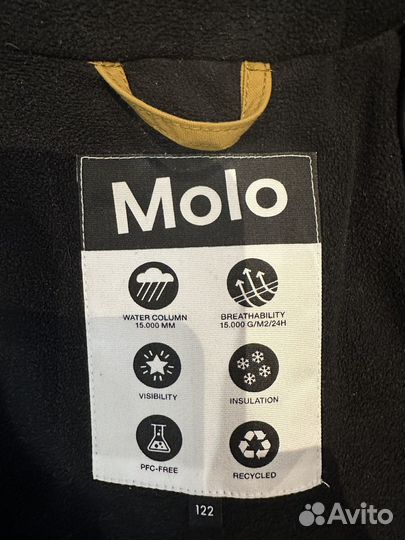 Molo
WATER COLUMN
15.000 MM
BREATHABILITY
15.000 G/M2/24H
VISIBILITY
INSULATION
PFC-FREE
RECYCLED
122
Avito